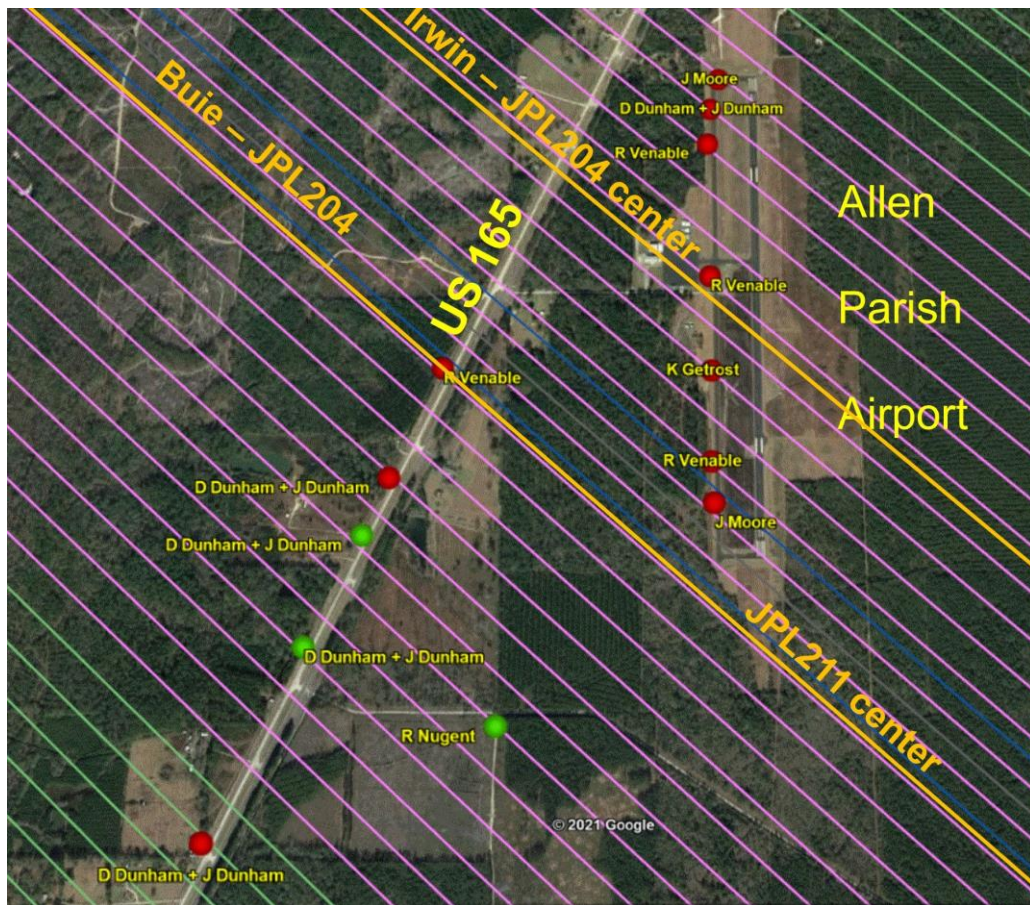 Irwin – JPL204 center
Buie – JPL204
J Moore
D Dunham + J Dunham
R Venable
Allen
US 165
R Venable
Parish
R Venable
K Getrost
Airport
R Venable
D Dunham + J Dunham
J Moore
D Dunham + J Dunham
D Dunham + J Dunham
JPL211 center
R Nugent
© 2021 Google
D Dunham + J Dunham